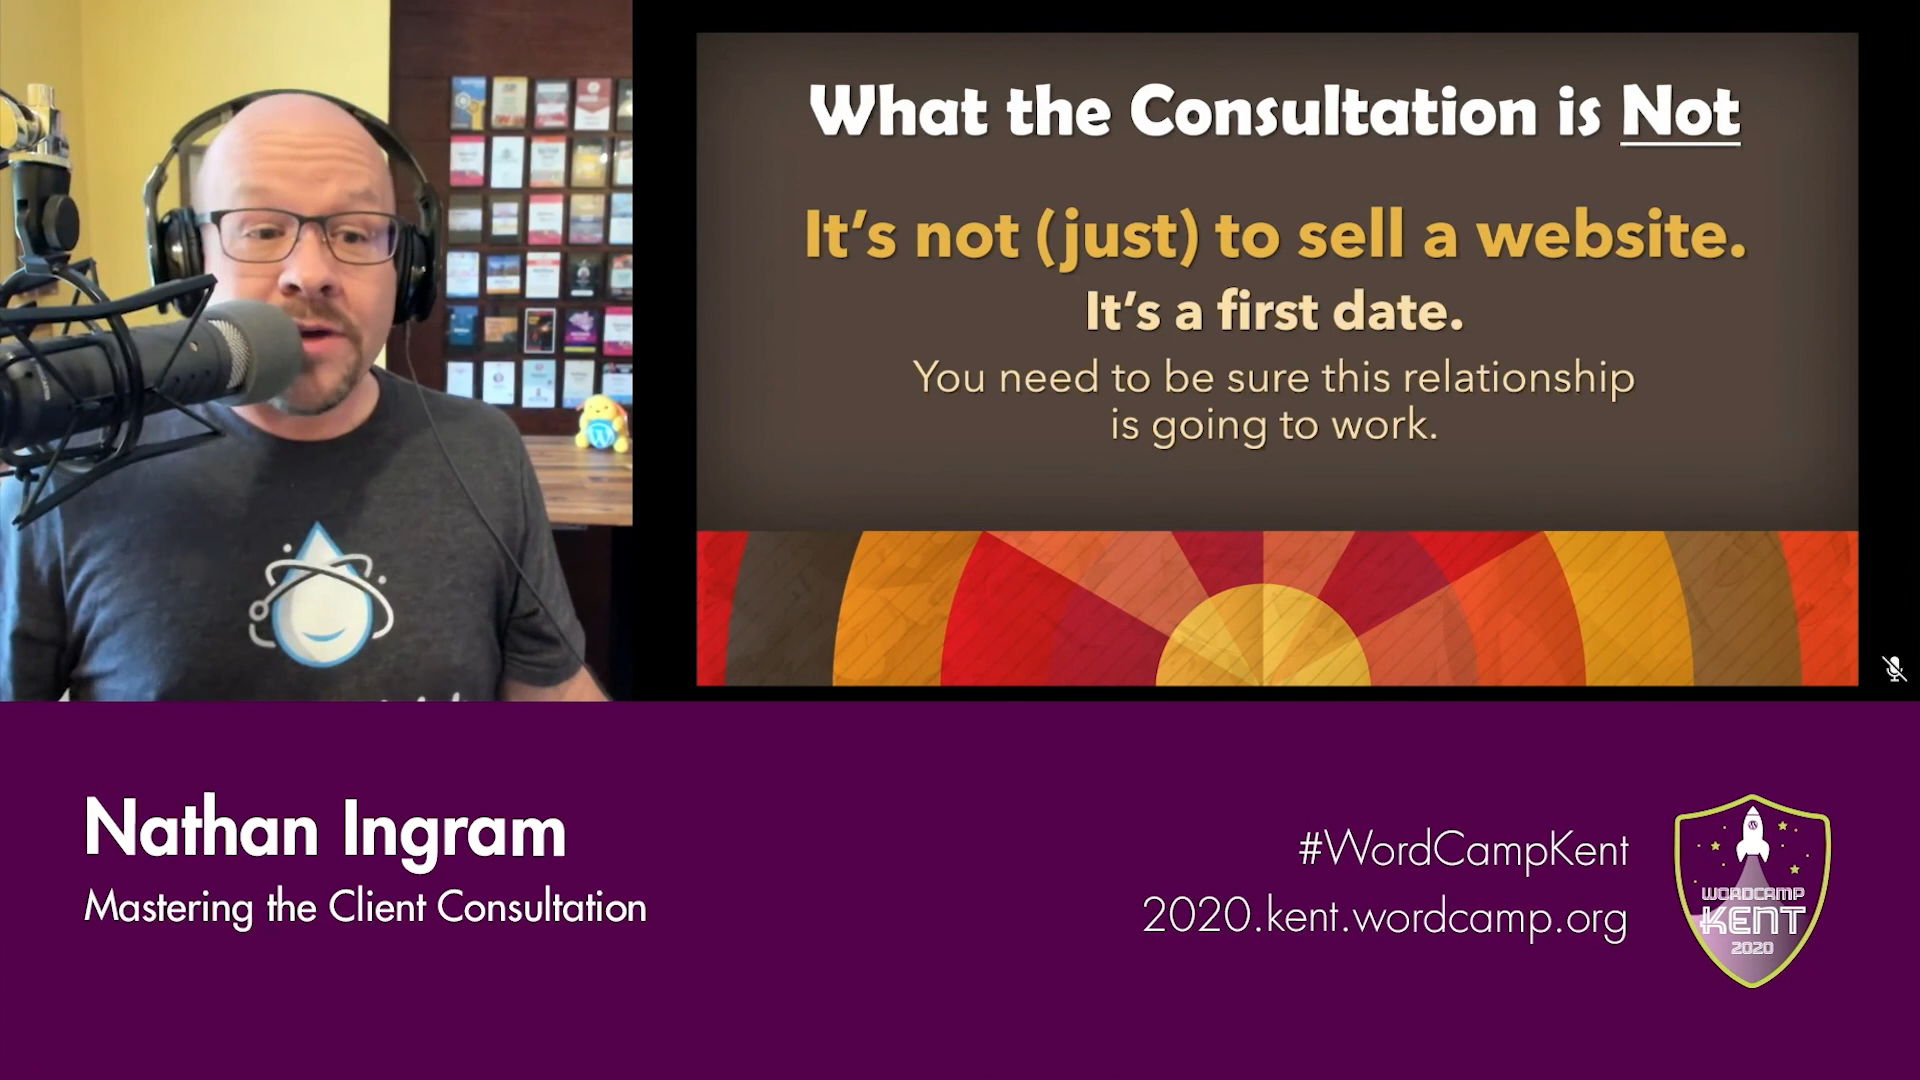 What the Consultation is Not
It's not (just) to sell a website.
It's a first date.
You need to be sure this relationship
is going to work.
Nathan Ingram
Mastering the Client Consultation
#WordCampKent
2020.kent.wordcamp.org
WORDCAMP
KENT
2020